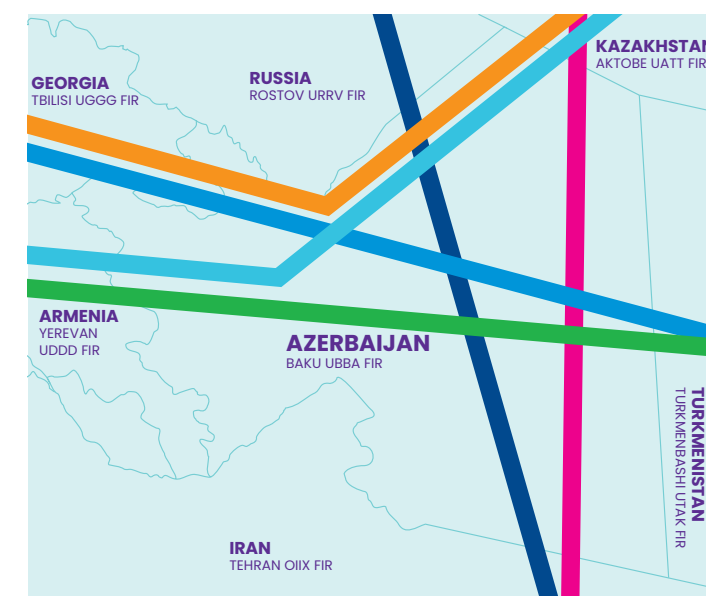 GEORGIA
TBILISI UGGG FIR
RUSSIA
ROSTOV URRV FIR
KAZAKHSTAN
AKTOBE UATT FIR
ARMENIA
YEREVAN
UDDD FIR
AZERBAIJAN
BAKU UBBA FIR
TURKMENISTAN
TURKMENBASHI UTAK FIR
IRAN
TEHRAN OIIX FIR